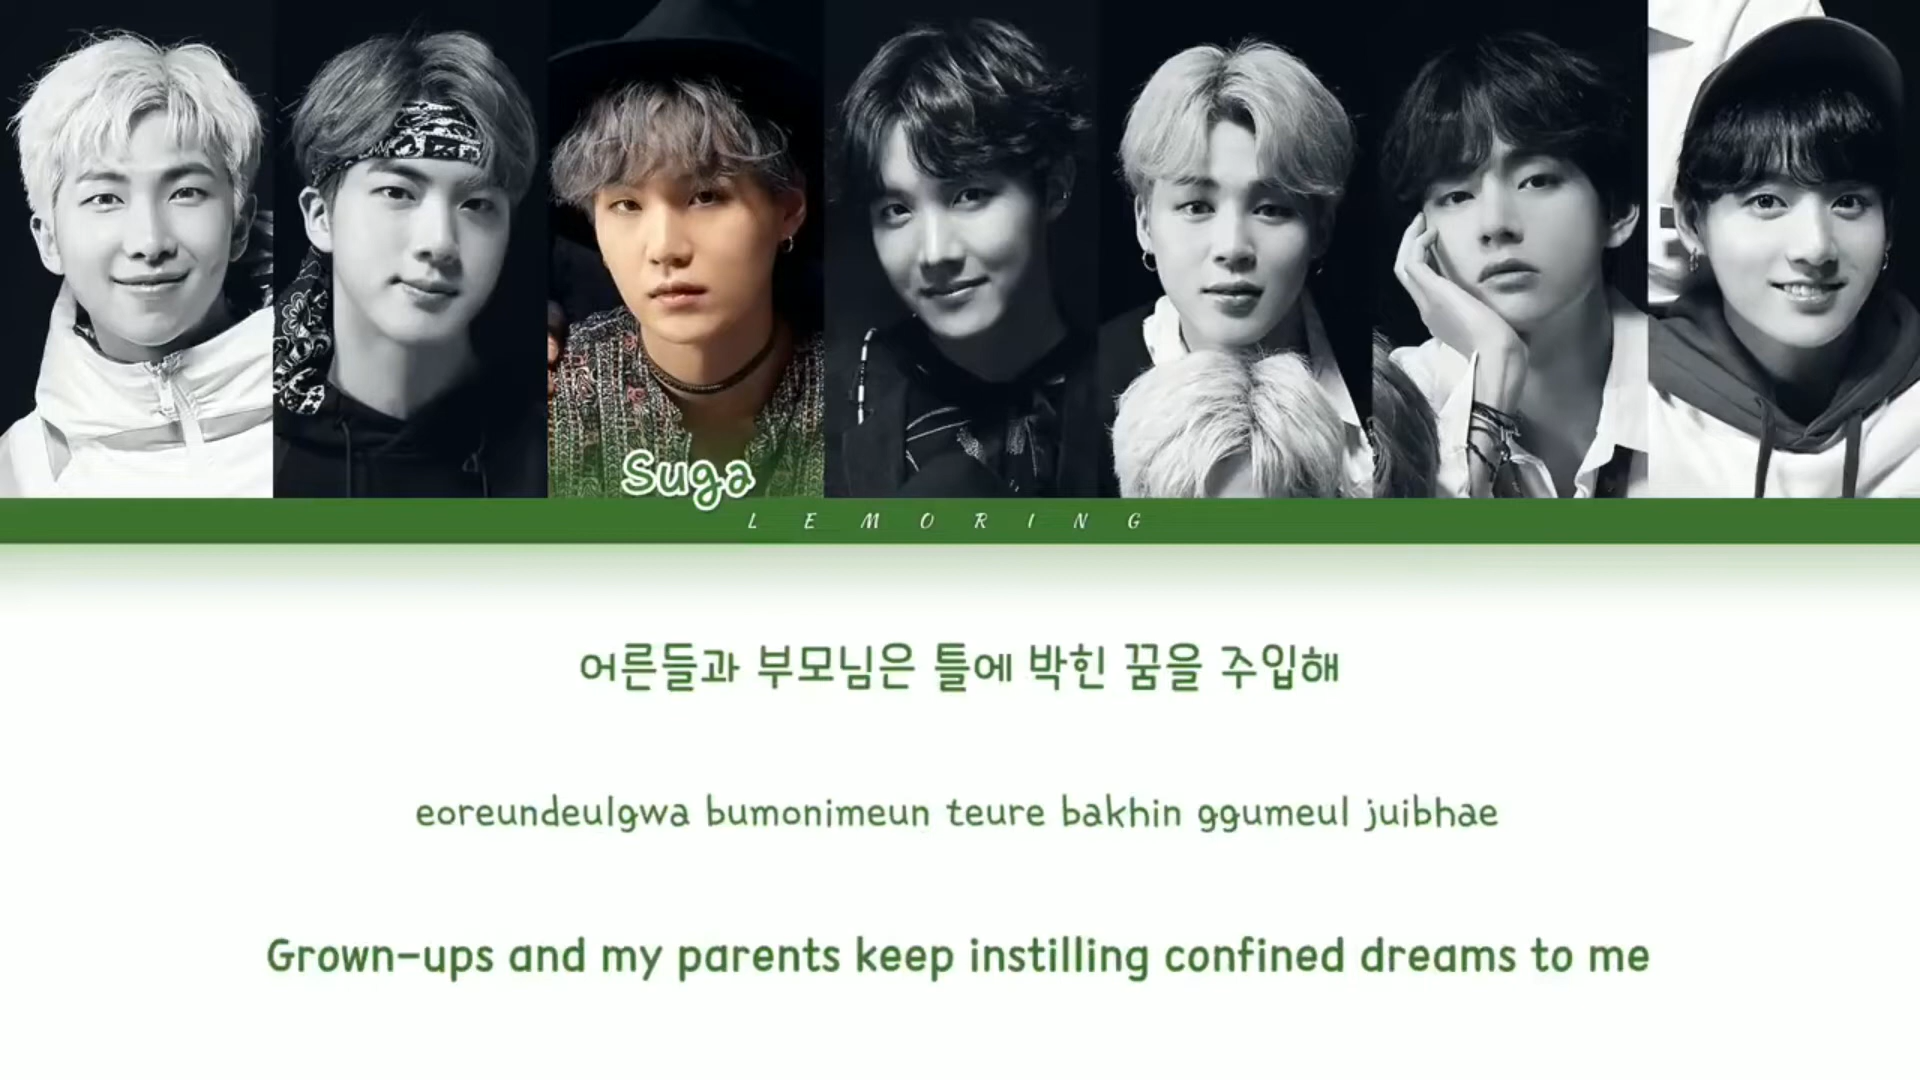 Suga
LEMORING
어른들과 부모님은 틀에 박힌 꿈을 주입해
eoreundeulgwa bumonimeun teure bakhin ggumeul juibhae
Grown-ups and my parents keep instilling confined dreams to me